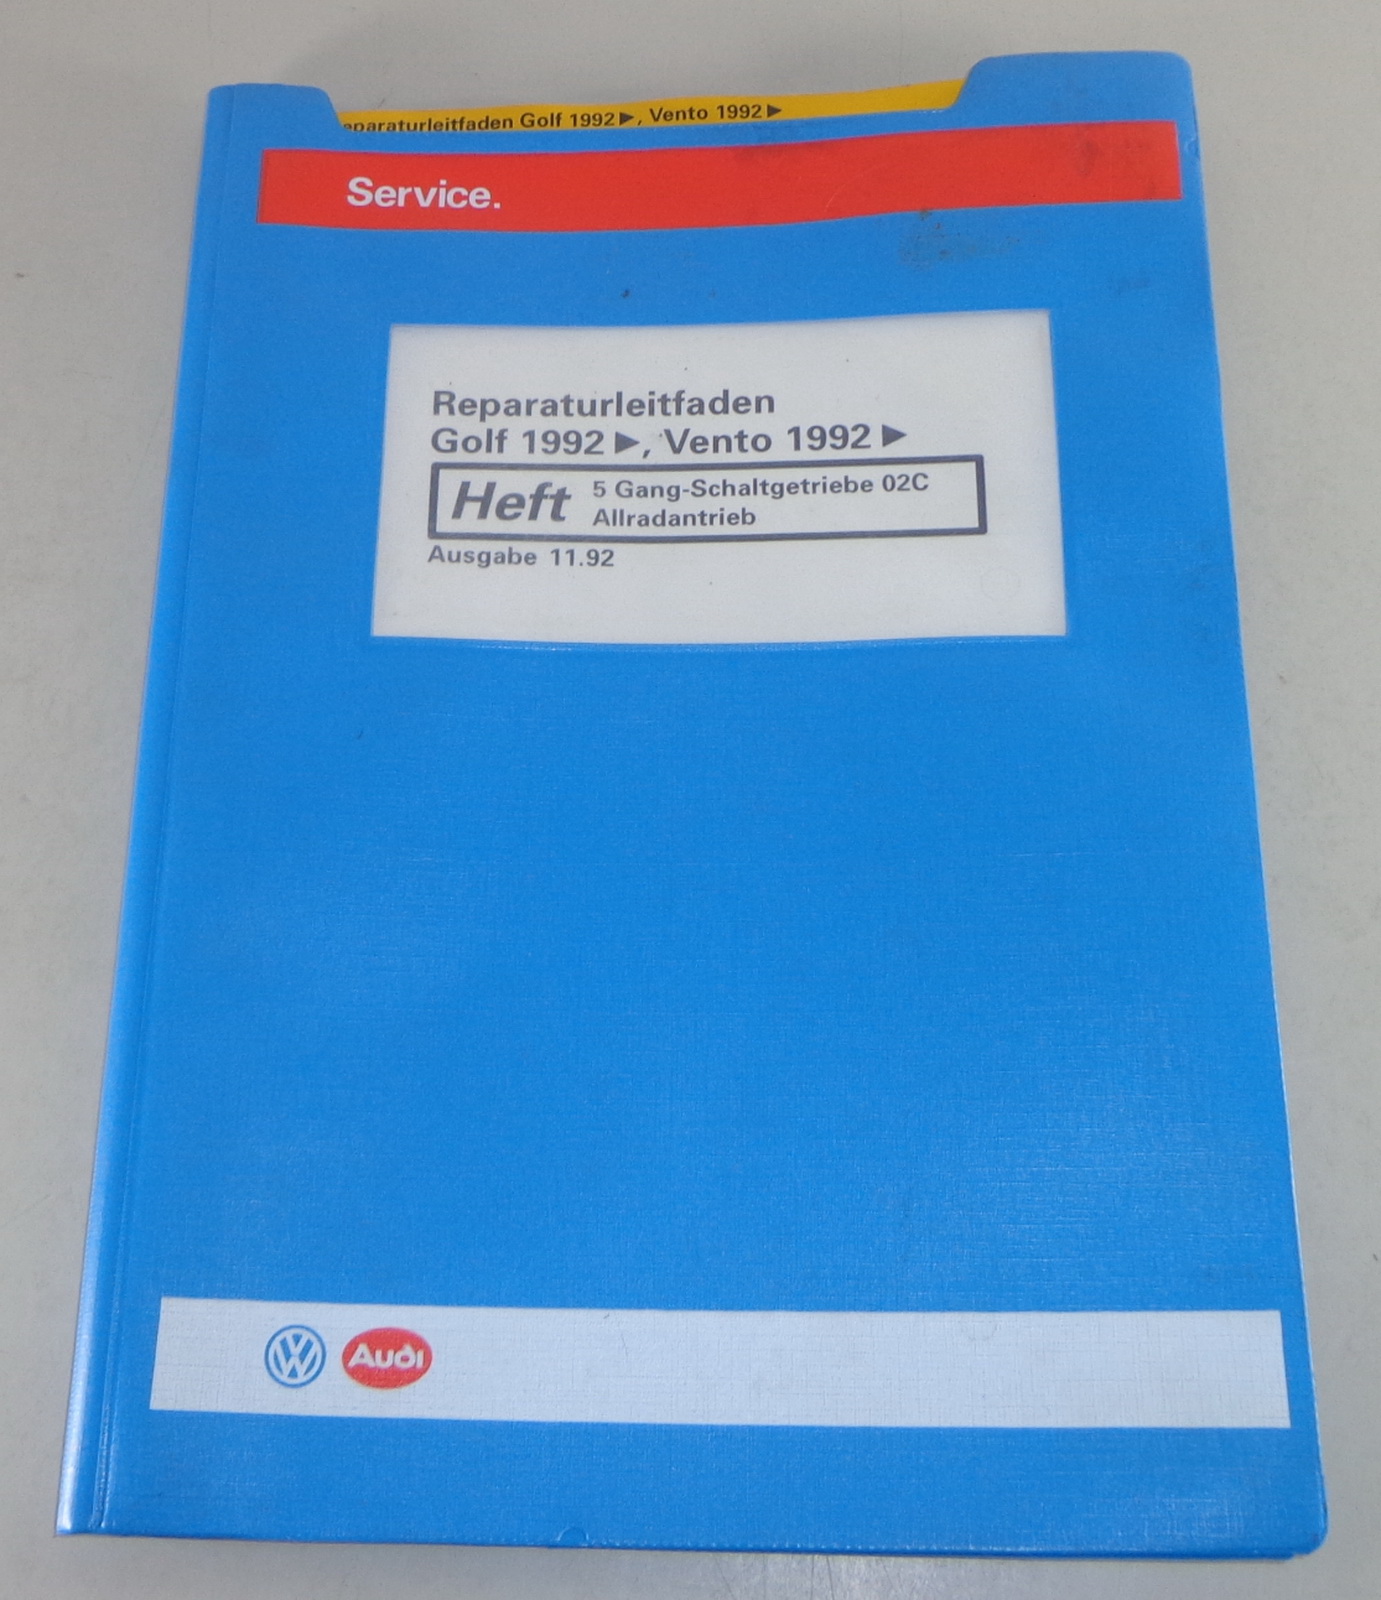 eparaturleitfaden Golf 1992 ▶, Vento 1992 ▶
Service.
Reparaturleitfaden
Golf 1992 ▶, Vento 1992 ▶
Heft 5 Gang-Schaltgetriebe 02C
Allradantrieb
Ausgabe 11.92
VW Audi